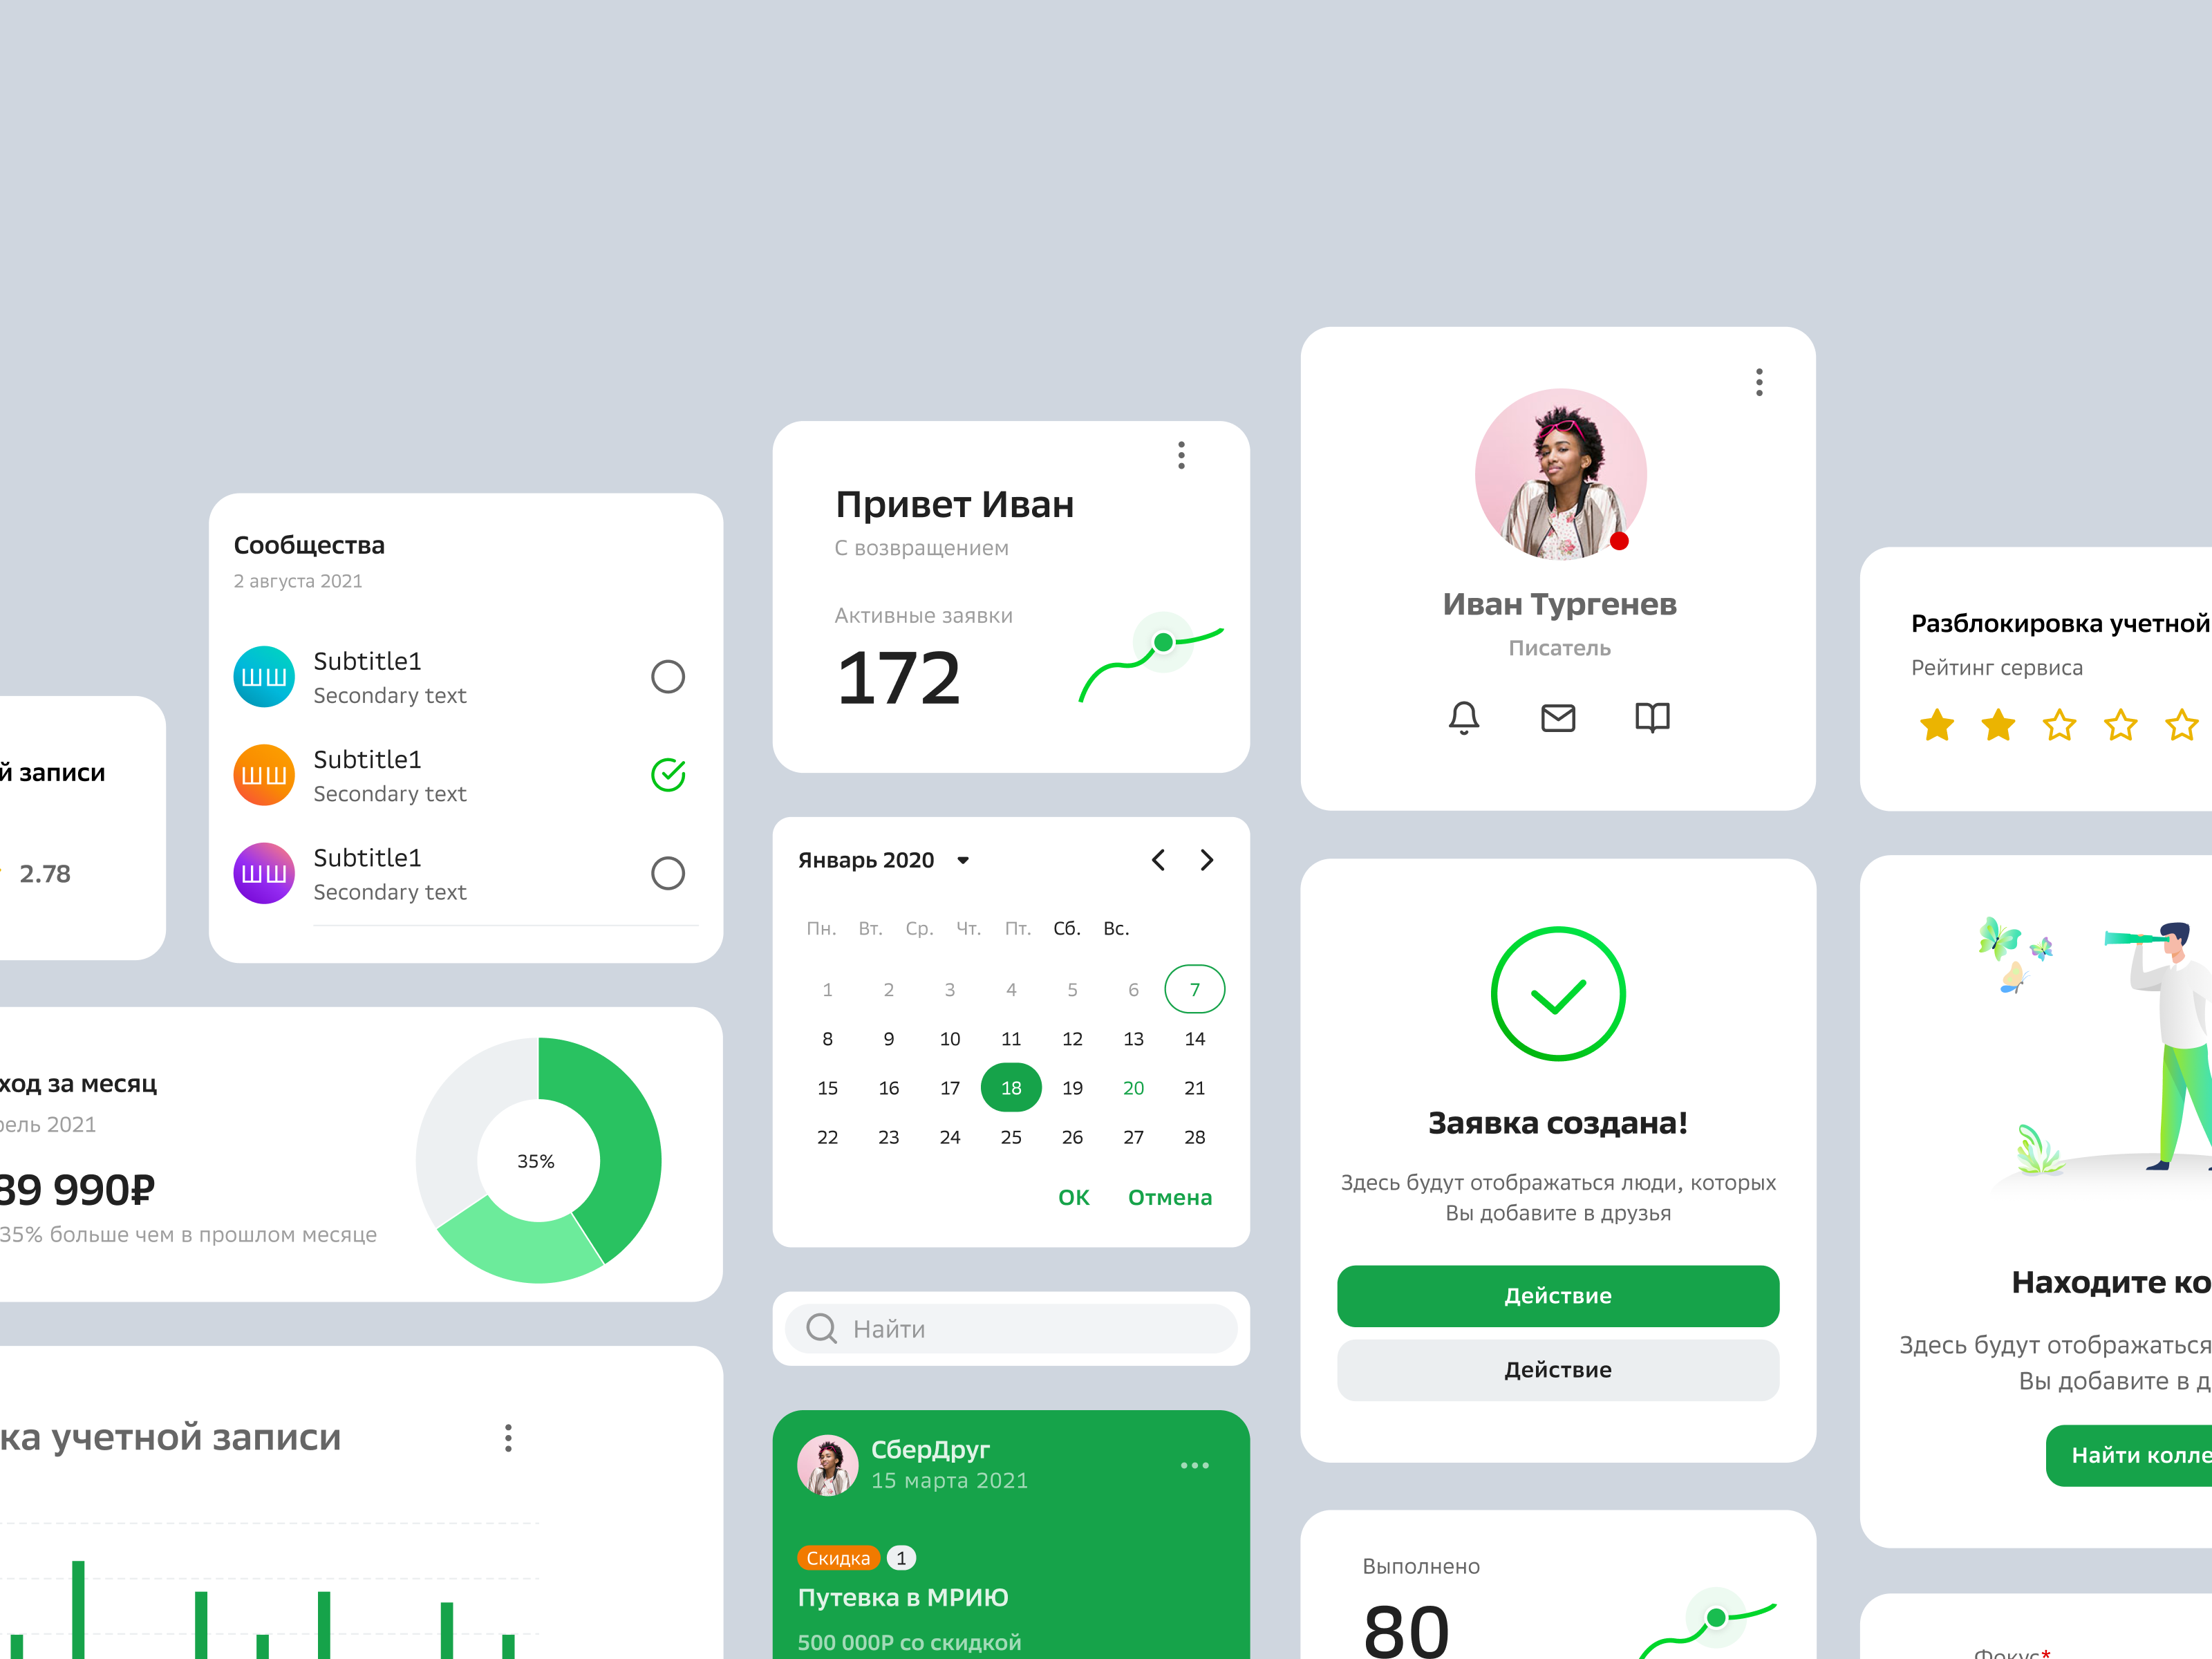 й записи
2.78
Сообщества
2 августа 2021
ШШ
Subtitle1
Secondary text
ШШ
Subtitle1
Secondary text
ШШ
Subtitle1
Secondary text
ход за месяц
рель 2021
89 990₽
35% больше чем в прошлом месяце
35%
ка учетной записи
Привет Иван
С возвращением
Активные заявки
172
Январь 2020
Пн. Вт. Ср. Чт. Пт. Сб. Вс.
1 2 3 4 5 6 7
8 9 10 11 12 13 14
15 16 17 18 19 20 21
22 23 24 25 26 27 28
ОК Отмена
Найти
СберДруг
15 марта 2021
Скидка 1
Путевка в МРИЮ
500 000Р со скидкой
Иван Тургенев
Писатель
Заявка создана!
Здесь будут отображаться люди, которых
Вы добавите в друзья
Действие
Действие
Выполнено
80
Разблокировка учетной
Рейтинг сервиса
Находите ко
Здесь будут отображаться
Вы добавите в д
Найти колле
Фокус*